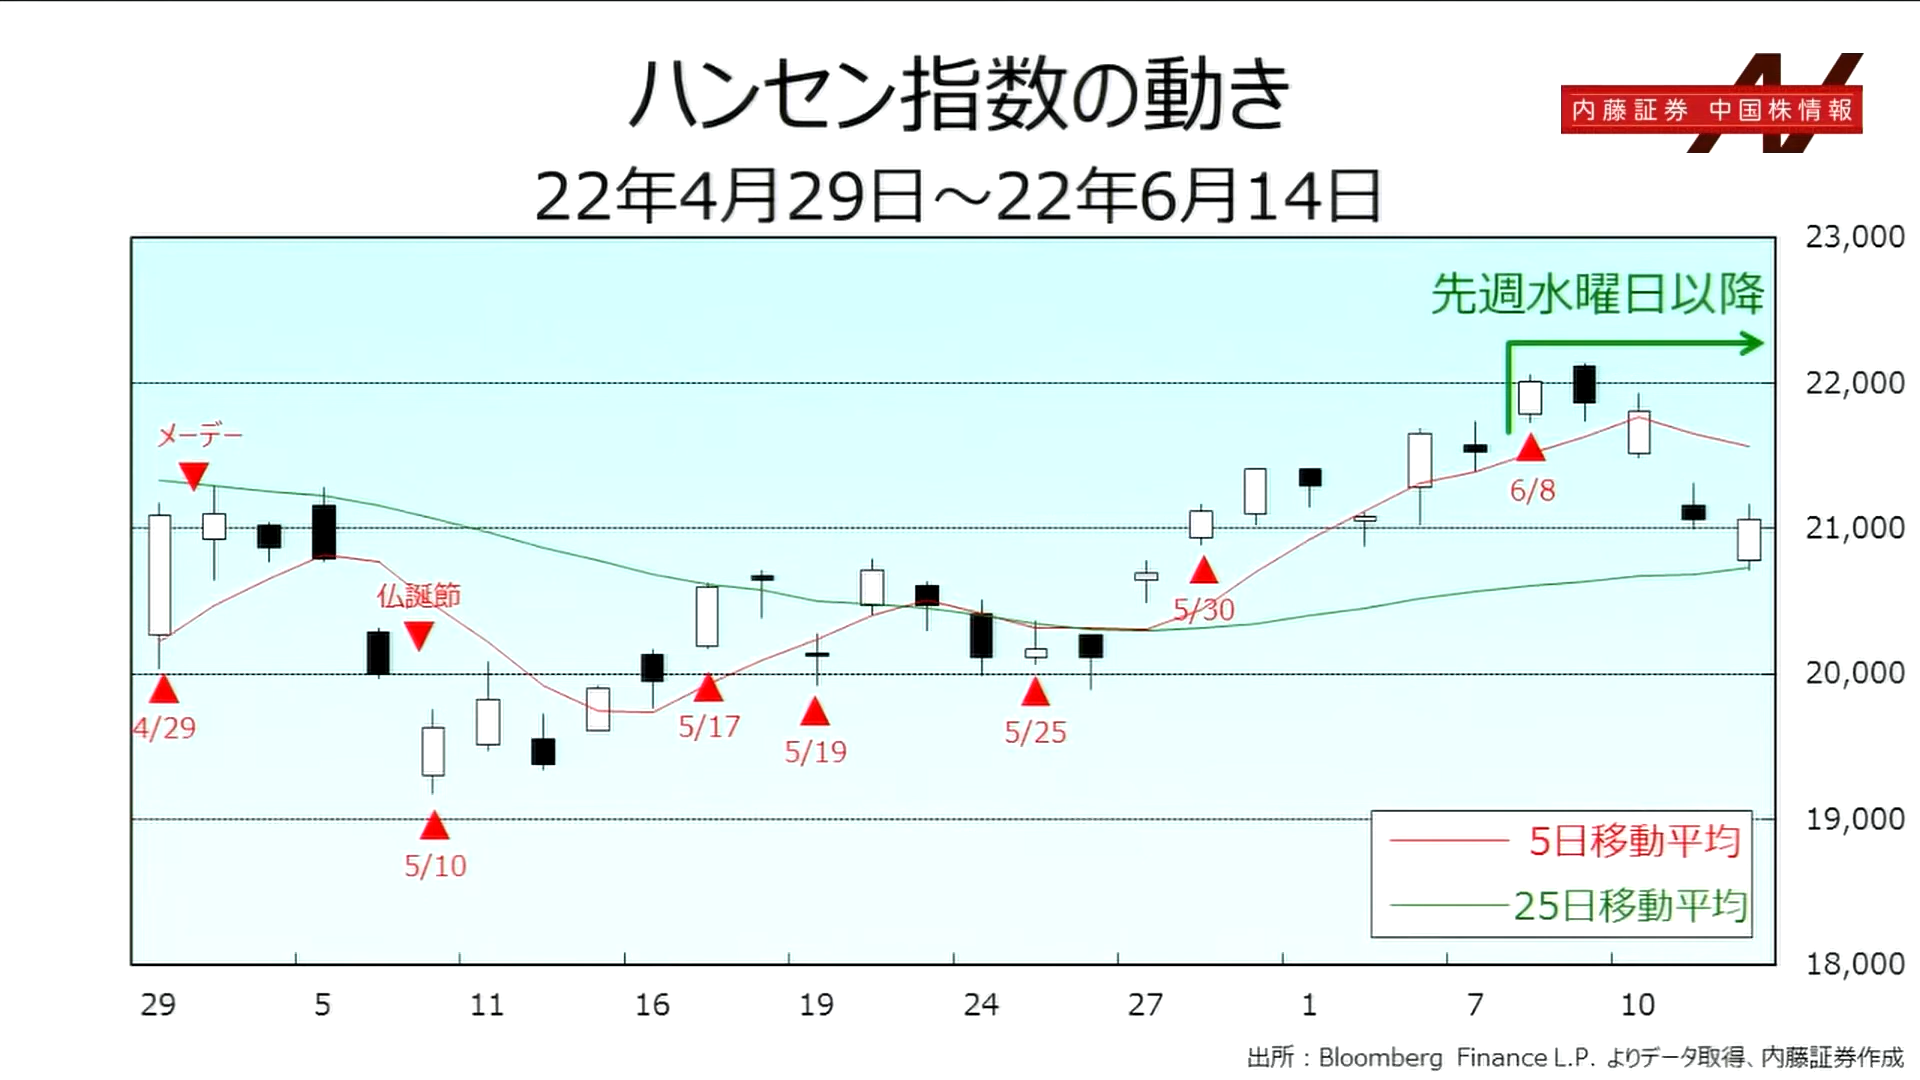 ハンセン指数の動き
内藤証券 中国株情報
22年4月29日～22年6月14日
23,000
先週水曜日以降
22,000
メーデー
6/8
21,000
仏誕節
5/30
20,000
4/29
5/17
5/19
5/25
5/10
19,000
5日移動平均
25日移動平均
18,000
29 5 11 16 19 24 27 1 7 10
出所：Bloomberg Finance L.P. よりデータ取得、内藤証券作成